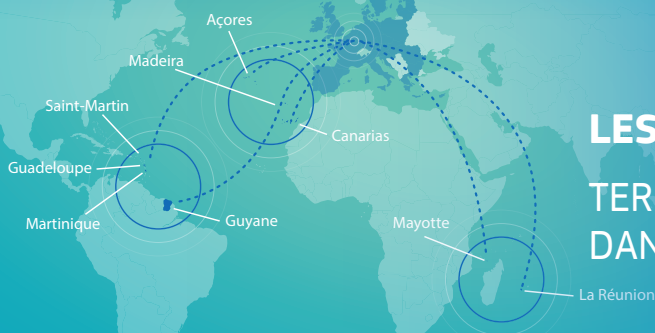 Açores
Madeira
Saint-Martin
Canarias
Guadeloupe
Martinique
Guyane
Mayotte
La Réunion
LES
TER
DAN